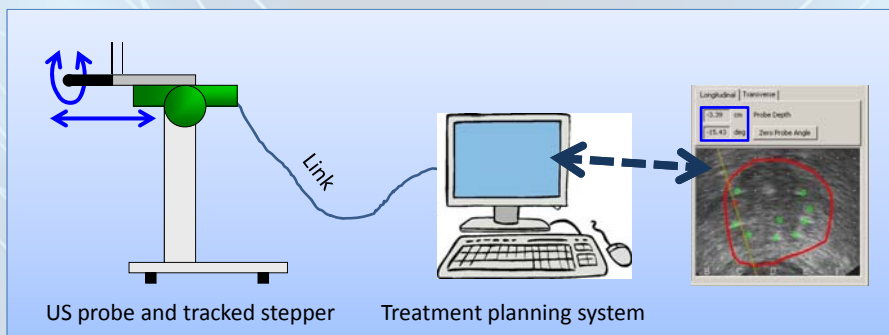 Longitudinal | Transverse |
-3.39 cm Probe Depth
-15.43 deg Zero Probe Angle
Link
B C D E F
US probe and tracked stepper Treatment planning system